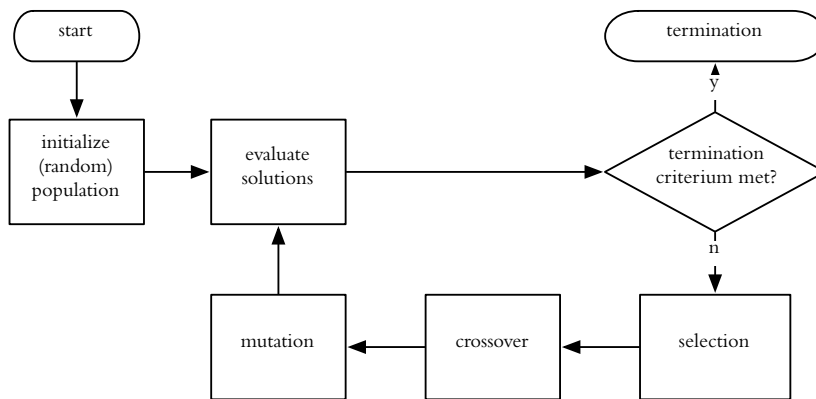 start
termination
y
initialize
(random)
population
evaluate
solutions
termination
criterium met?
n
mutation
crossover
selection